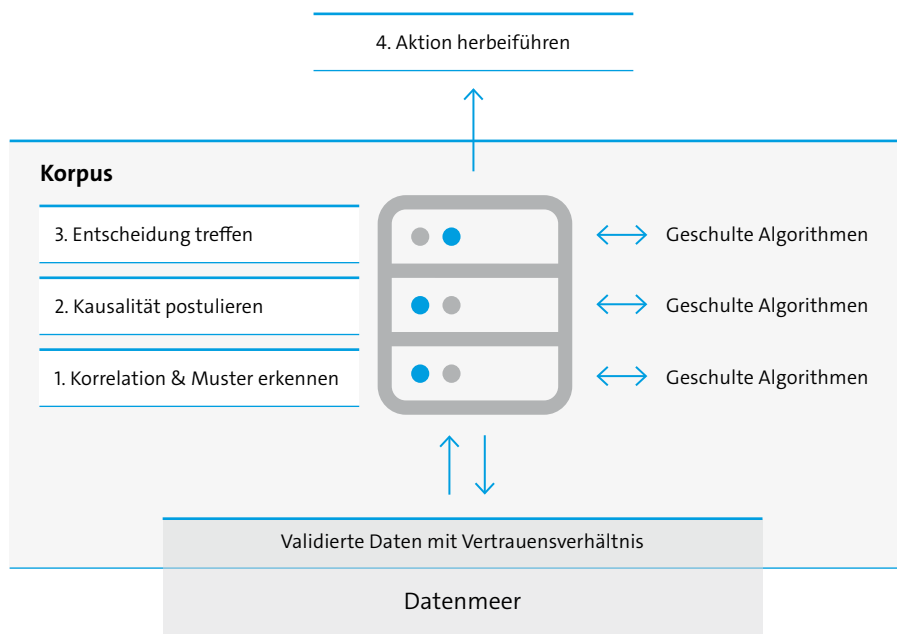 4. Aktion herbeiführen
Korpus
3. Entscheidung treffen
Geschulte Algorithmen
2. Kausalität postulieren
Geschulte Algorithmen
1. Korrelation & Muster erkennen
Geschulte Algorithmen
Validierte Daten mit Vertrauensverhältnis
Datenmeer